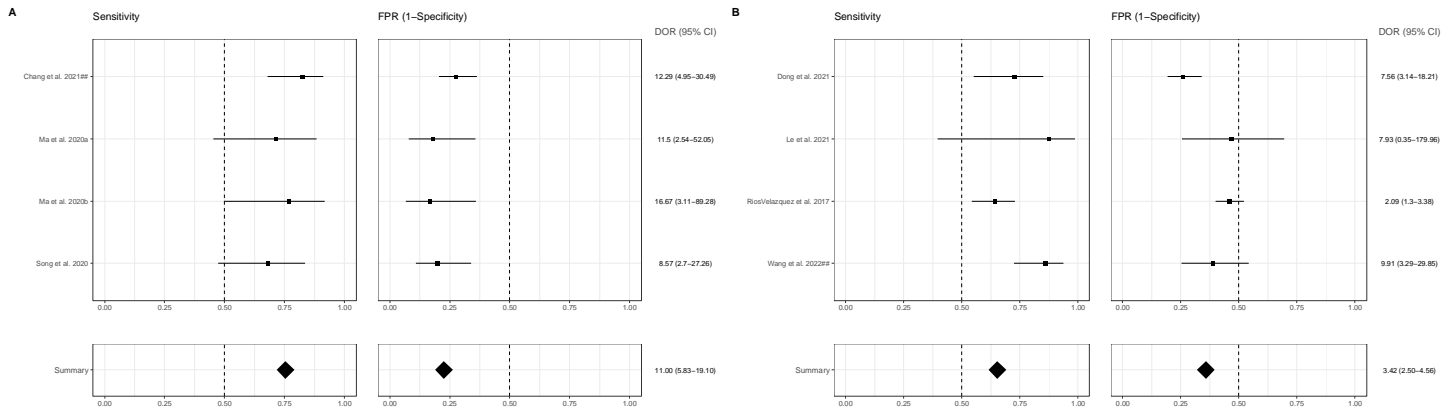 A
Sensitivity
FPR (1−Specificity)
DOR (95% CI)
Chang et al. 2021##
12.29 (4.95−30.49)
Ma et al. 2020a
11.5 (2.54−52.05)
Ma et al. 2020b
16.67 (3.11−89.28)
Song et al. 2020
8.57 (2.7−27.26)
0.00 0.25 0.50 0.75 1.00
0.00 0.25 0.50 0.75 1.00
Summary
11.00 (5.83−19.10)
0.00 0.25 0.50 0.75 1.00
0.00 0.25 0.50 0.75 1.00
B
Sensitivity
FPR (1−Specificity)
DOR (95% CI)
Dong et al. 2021
7.56 (3.14−18.21)
Le et al. 2021
7.93 (0.35−179.96)
RiosVelazquez et al. 2017
2.09 (1.3−3.38)
Wang et al. 2022##
9.91 (3.29−29.85)
0.00 0.25 0.50 0.75 1.00
0.00 0.25 0.50 0.75 1.00
Summary
3.42 (2.50−4.56)
0.00 0.25 0.50 0.75 1.00
0.00 0.25 0.50 0.75 1.00